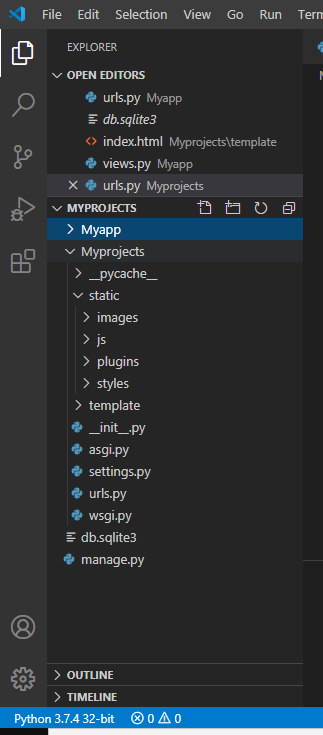 File Edit Selection View Go Run Term
EXPLORER
OPEN EDITORS
urls.py Myapp
db.sqlite3
index.html Myprojects\template
views.py Myapp
urls.py Myprojects
MYPROJECTS
Myapp
Myprojects
__pycache__
static
images
js
plugins
styles
template
__init__.py
asgi.py
settings.py
urls.py
wsgi.py
db.sqlite3
manage.py
OUTLINE
TIMELINE
Python 3.7.4 32-bit 0 0